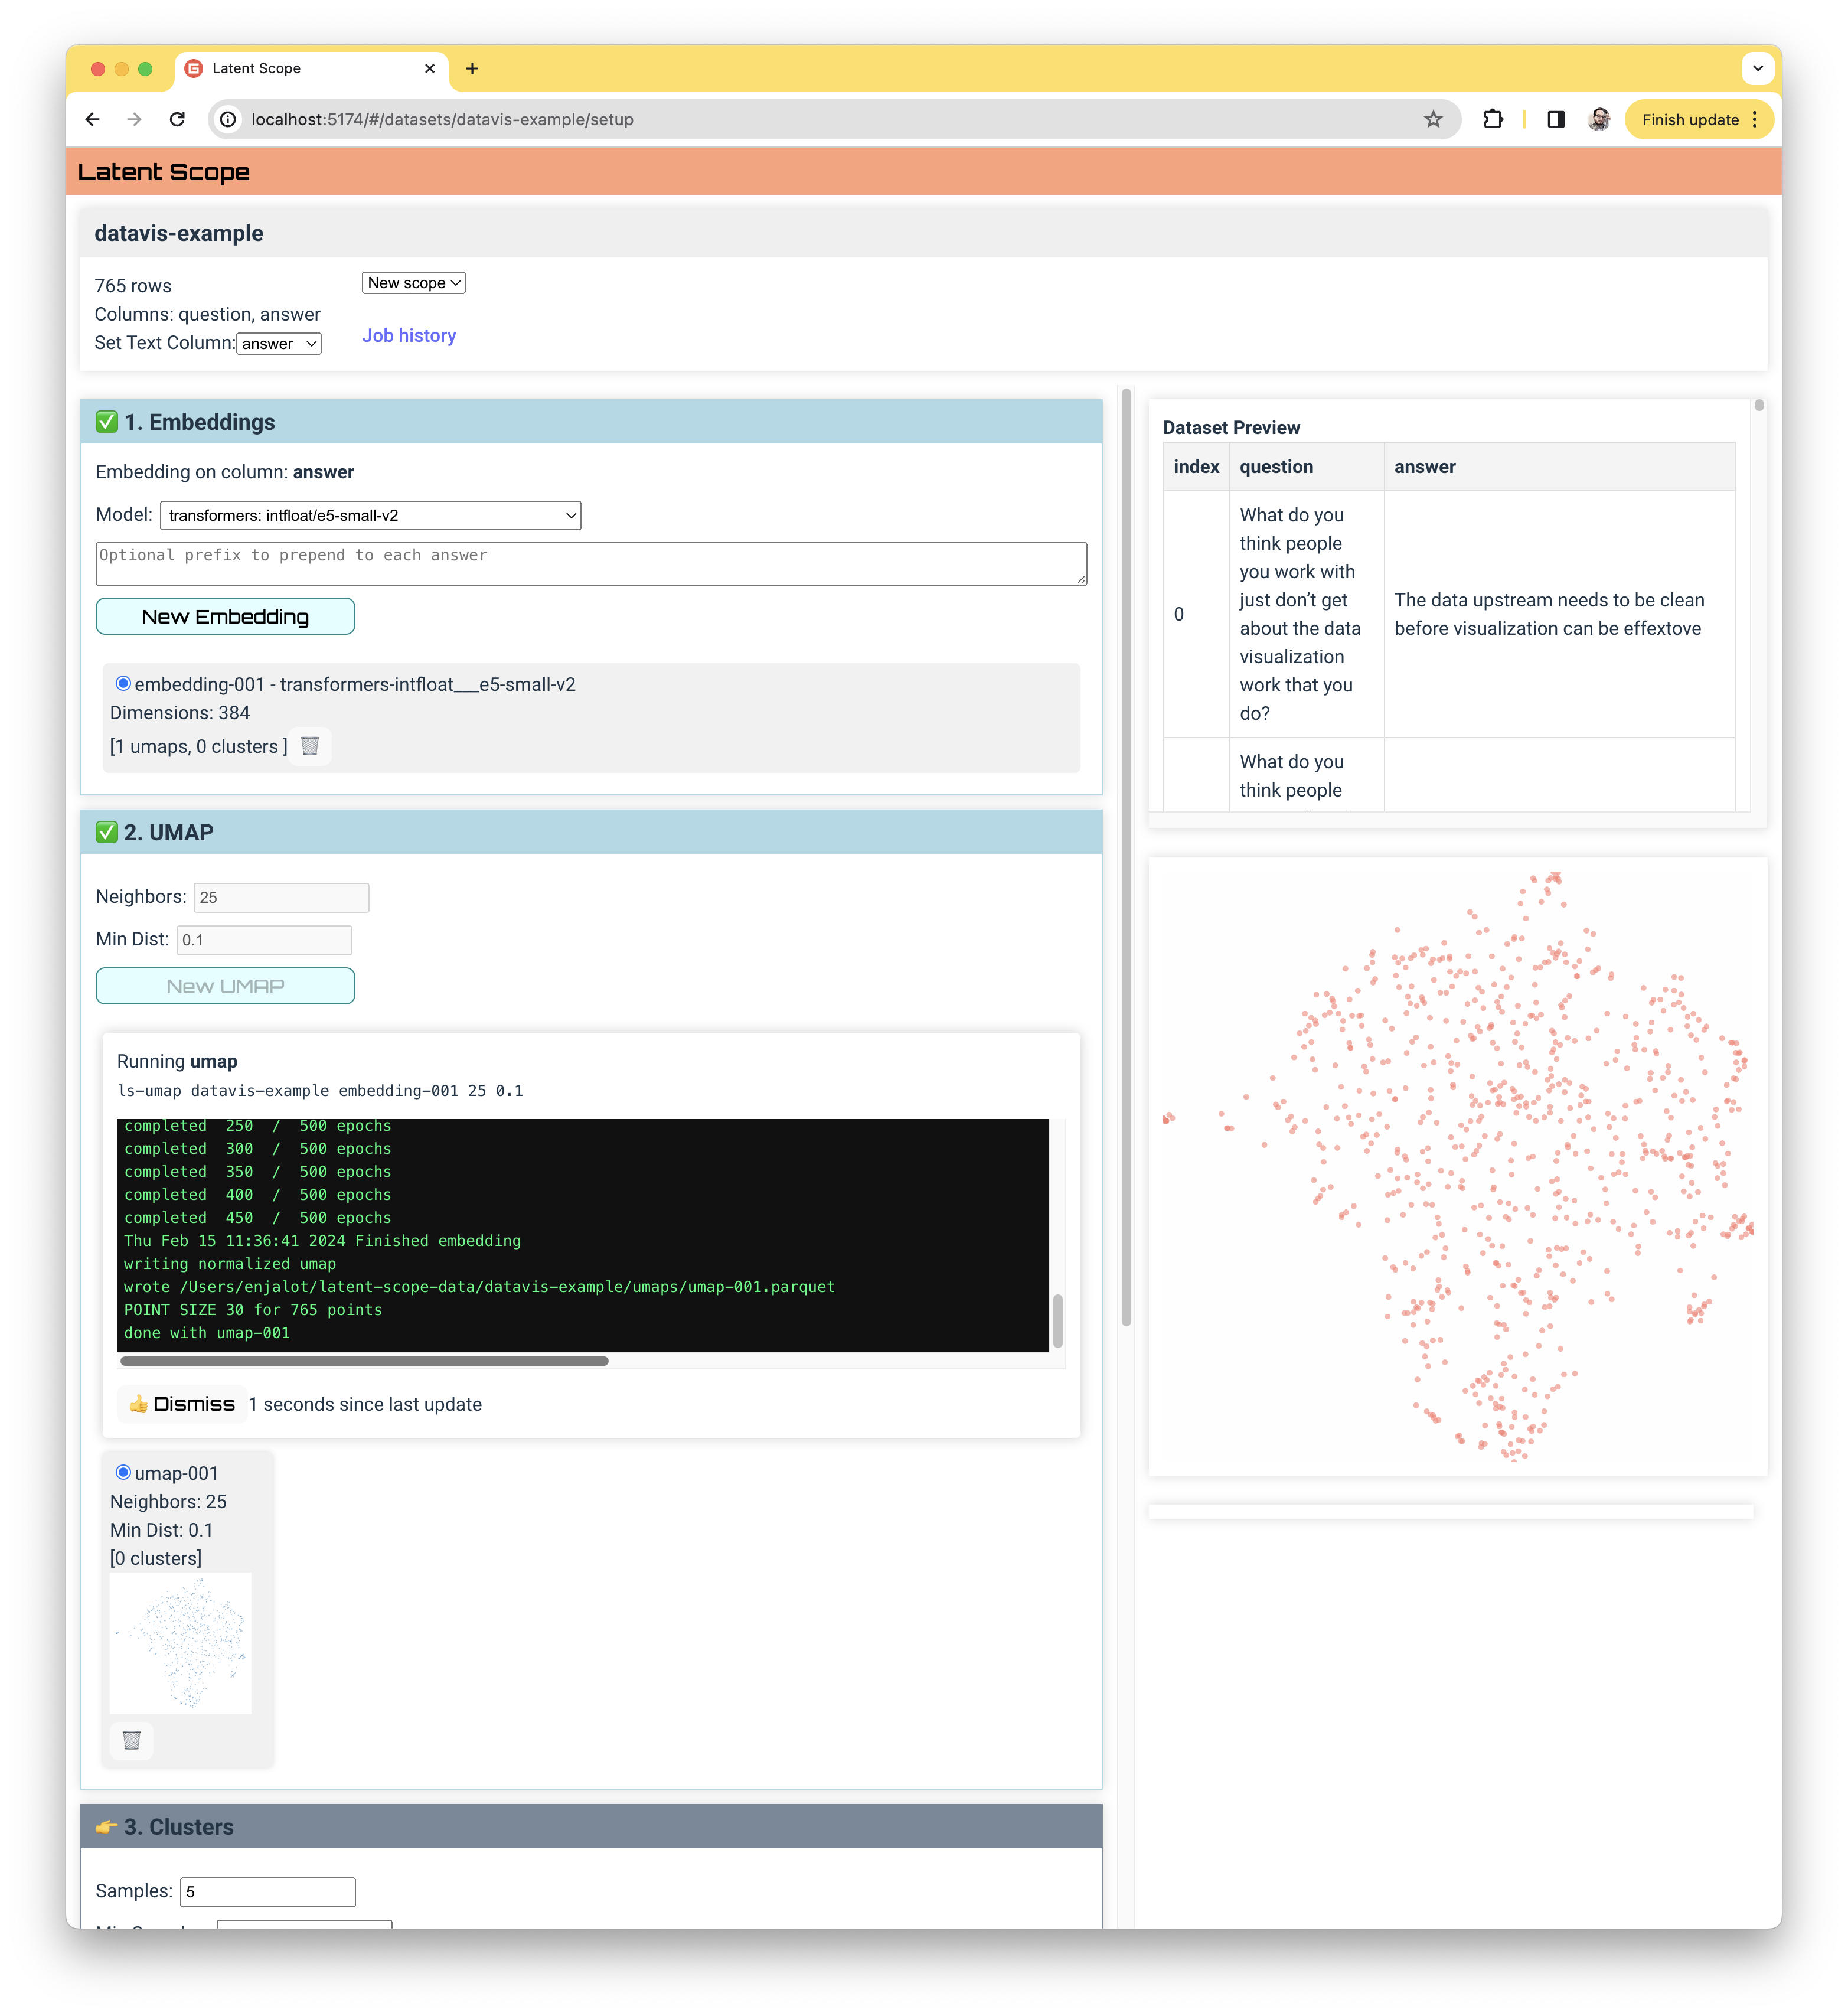 Latent Scope
localhost:5174/#/datasets/datavis-example/setup
Finish update
Latent Scope
datavis-example
765 rows
New scope
Columns: question, answer
Set Text Column: answer
Job history
✅ 1. Embeddings
Embedding on column: answer
Model: transformers: intfloat/e5-small-v2
Optional prefix to prepend to each answer
New Embedding
embedding-001 - transformers-intfloat___e5-small-v2
Dimensions: 384
[1 umaps, 0 clusters ]
✅ 2. UMAP
Neighbors: 25
Min Dist: 0.1
New UMAP
Running umap
ls-umap datavis-example embedding-001 25 0.1
completed 250 / 500 epochs
completed 300 / 500 epochs
completed 350 / 500 epochs
completed 400 / 500 epochs
completed 450 / 500 epochs
Thu Feb 15 11:36:41 2024 Finished embedding
writing normalized umap
wrote /Users/enjalot/latent-scope-data/datavis-example/umaps/umap-001.parquet
POINT SIZE 30 for 765 points
done with umap-001
👍 Dismiss 1 seconds since last update
umap-001
Neighbors: 25
Min Dist: 0.1
[0 clusters]
👉 3. Clusters
Samples: 5
Dataset Preview
index question answer
0
What do you
think people
you work with
just don’t get
about the data
visualization
work that you
do?
The data upstream needs to be clean
before visualization can be effextove
What do you
think people